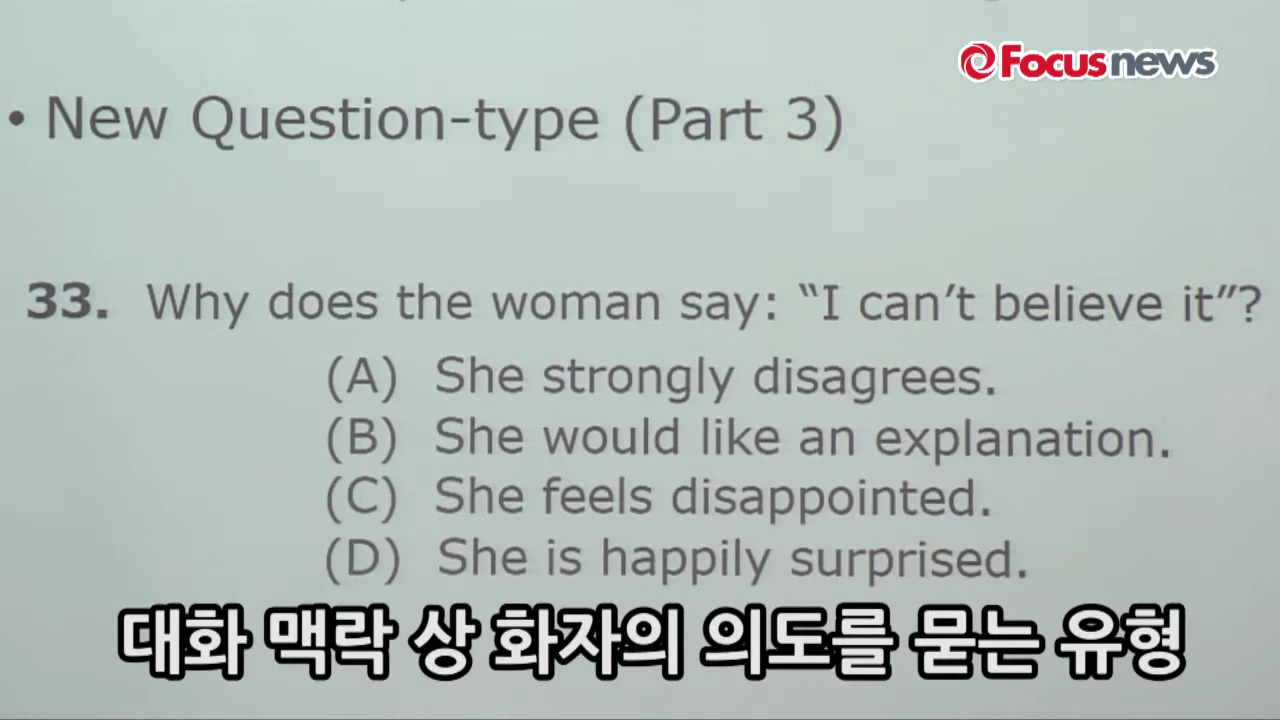 Focus news
• New Question-type (Part 3)
33. Why does the woman say: “I can’t believe it”?
(A) She strongly disagrees.
(B) She would like an explanation.
(C) She feels disappointed.
(D) She is happily surprised.
대화 맥락 상 화자의 의도를 묻는 유형